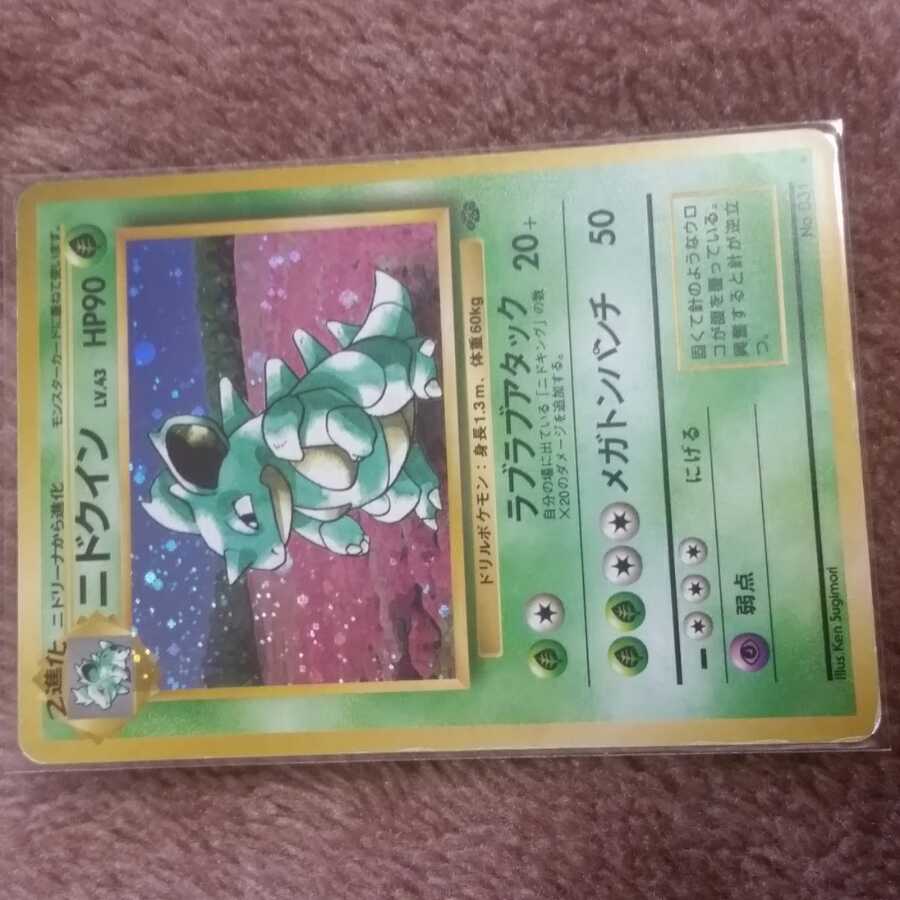 2進化 ニドリーナから進化 モンスターカードに重ねて使います。
ニドクイン LV.43 HP90
ドリルポケモン：身長1.3m、体重60kg
ラブラブアタック 20+
自分の場に出ている「ニドキング」の数
×20のダメージを追加する。
メガトンパンチ 50
にげる
弱点
固くて針のようなウロ
コが体を覆っている。
興奮すると針が逆立
つ。
Illus. Ken Sugimori No. 031